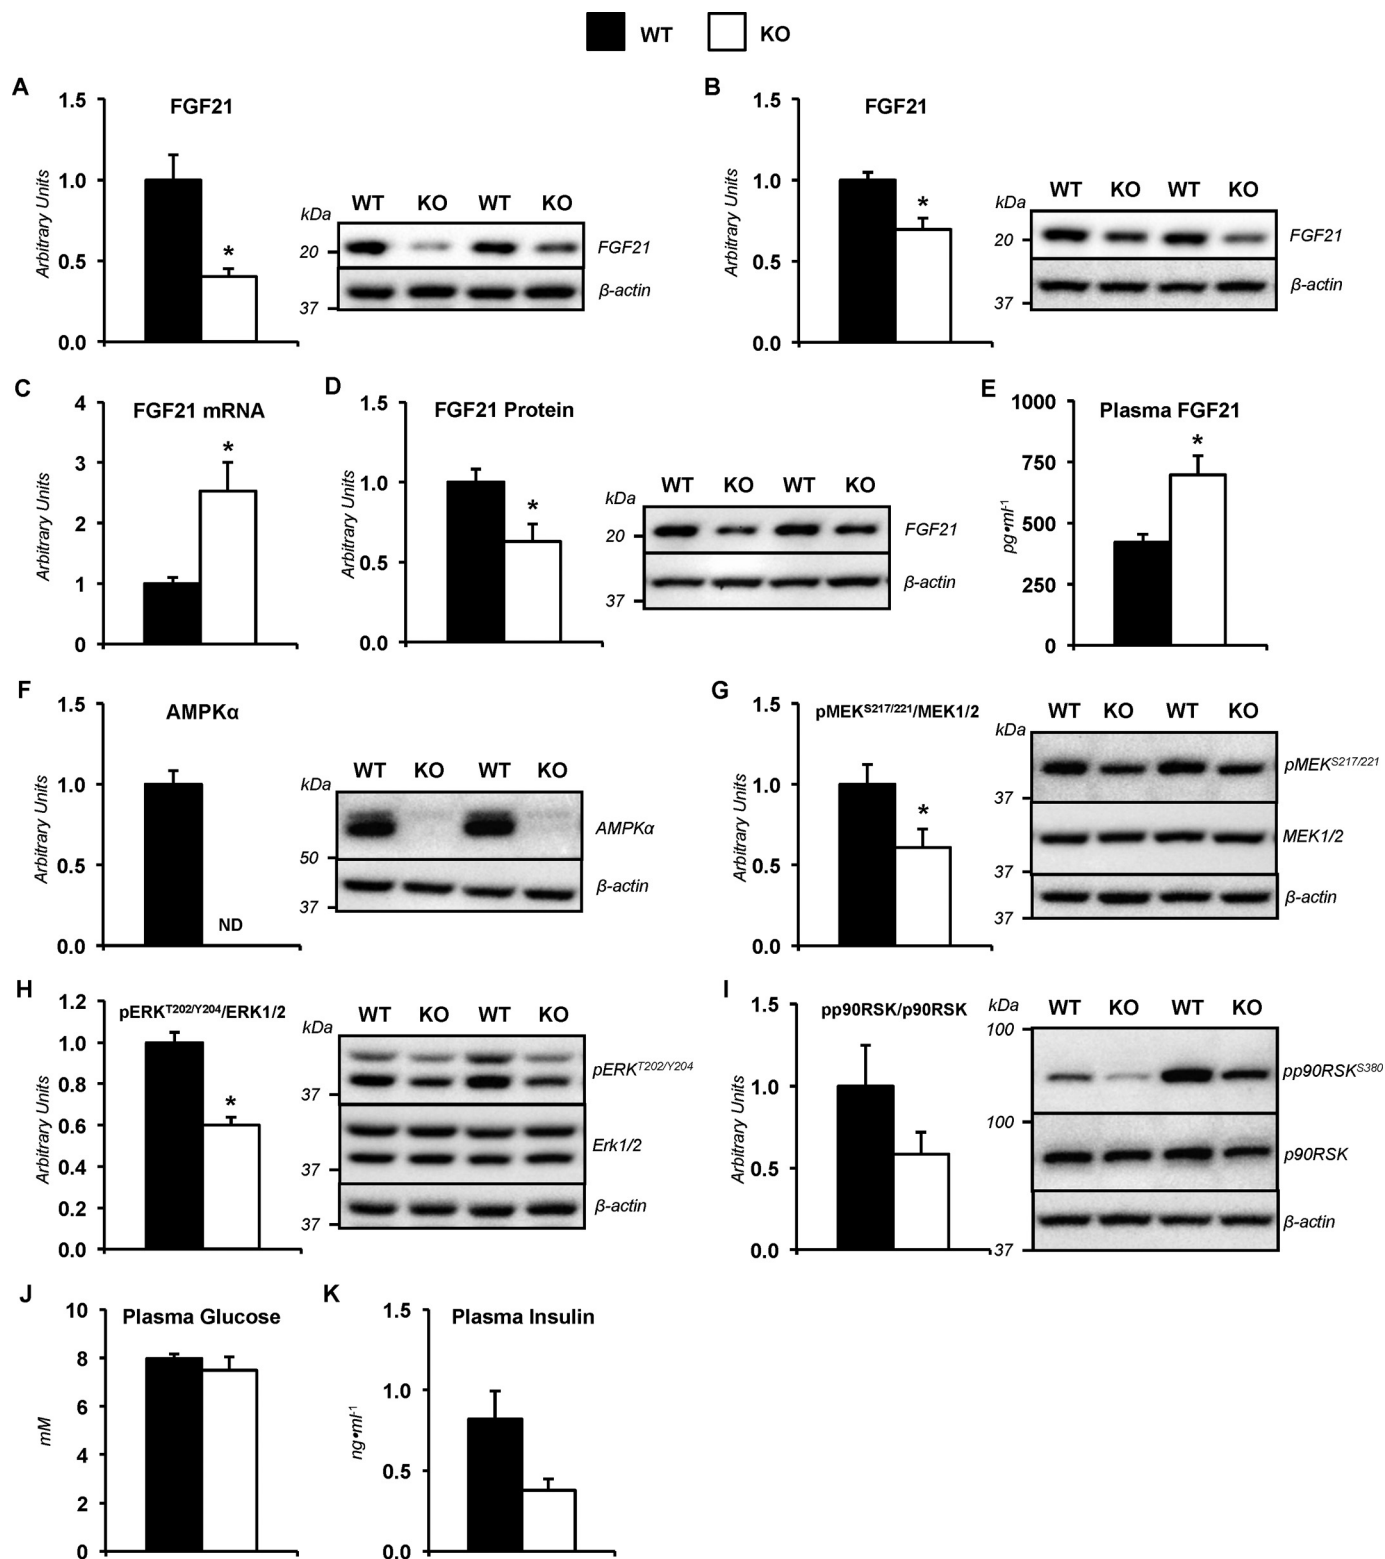 WT KO
A
FGF21
1.5
1.0
0.5
0.0
Arbitrary Units
WT KO WT KO
kDa
20
37
FGF21
β-actin
B
FGF21
1.5
1.0
0.5
0.0
Arbitrary Units
*
*
WT KO WT KO
kDa
20
37
FGF21
β-actin
C
FGF21 mRNA
4
3
2
1
0
Arbitrary Units
*
D
FGF21 Protein
1.5
1.0
0.5
0.0
Arbitrary Units
*
WT KO WT KO
kDa
20
37
FGF21
β-actin
E
Plasma FGF21
1000
750
500
250
0
pg•ml-1
*
F
AMPKα
1.5
1.0
0.5
0.0
Arbitrary Units
ND
WT KO WT KO
kDa
50
37
AMPKα
β-actin
G
pMEKS217/221/MEK1/2
1.5
1.0
0.5
0.0
Arbitrary Units
*
WT KO WT KO
kDa
37
37
37
pMEKS217/221
MEK1/2
β-actin
H
pERKT202/Y204/ERK1/2
1.2
1.0
0.8
0.6
0.4
0.2
0.0
Arbitrary Units
*
WT KO WT KO
kDa
37
37
37
pERKT202/Y204
Erk1/2
β-actin
I
pp90RSK/p90RSK
1.5
1.0
0.5
0.0
Arbitrary Units
WT KO WT KO
kDa
100
100
37
pp90RSKS380
p90RSK
β-actin
J
Plasma Glucose
10
8
6
4
2
0
mM
K
Plasma Insulin
1.5
1.0
0.5
0.0
ng•ml-1